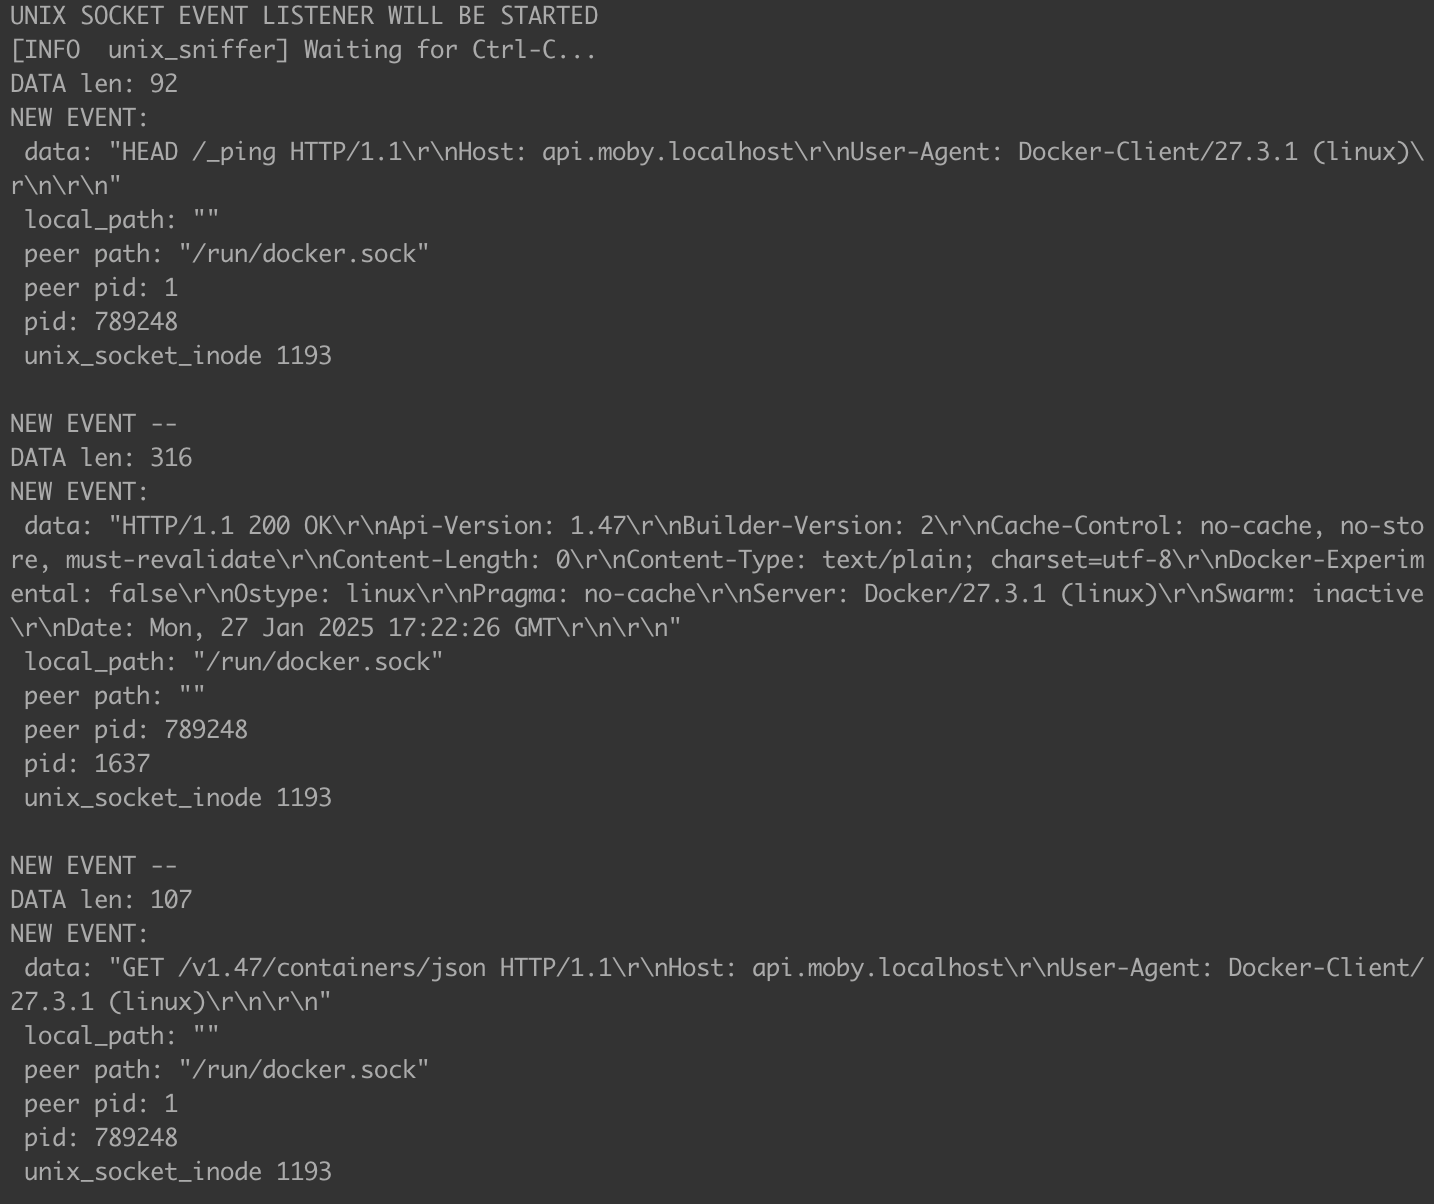 UNIX SOCKET EVENT LISTENER WILL BE STARTED
[INFO  unix_sniffer] Waiting for Ctrl-C...
DATA len: 92
NEW EVENT:
 data: "HEAD /_ping HTTP/1.1\r\nHost: api.moby.localhost\r\nUser-Agent: Docker-Client/27.3.1 (linux)\
r\n\r\n"
 local_path: ""
 peer path: "/run/docker.sock"
 peer pid: 1
 pid: 789248
 unix_socket_inode 1193

NEW EVENT --
DATA len: 316
NEW EVENT:
 data: "HTTP/1.1 200 OK\r\nApi-Version: 1.47\r\nBuilder-Version: 2\r\nCache-Control: no-cache, no-sto
re, must-revalidate\r\nContent-Length: 0\r\nContent-Type: text/plain; charset=utf-8\r\nDocker-Experim
ental: false\r\nOstype: linux\r\nPragma: no-cache\r\nServer: Docker/27.3.1 (linux)\r\nSwarm: inactive
\r\nDate: Mon, 27 Jan 2025 17:22:26 GMT\r\n\r\n"
 local_path: "/run/docker.sock"
 peer path: ""
 peer pid: 789248
 pid: 1637
 unix_socket_inode 1193

NEW EVENT --
DATA len: 107
NEW EVENT:
 data: "GET /v1.47/containers/json HTTP/1.1\r\nHost: api.moby.localhost\r\nUser-Agent: Docker-Client/
27.3.1 (linux)\r\n\r\n"
 local_path: ""
 peer path: "/run/docker.sock"
 peer pid: 1
 pid: 789248
 unix_socket_inode 1193